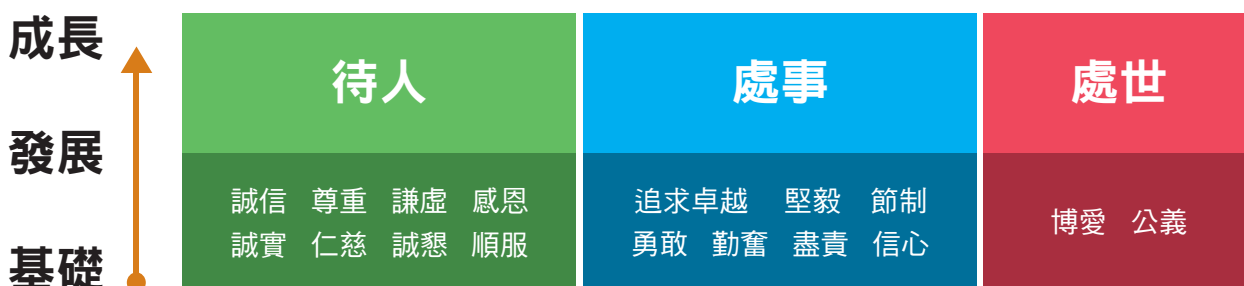 成長
發展
基礎
待人
誠信 尊重 謙虛 感恩
誠實 仁慈 誠懇 順服
處事
追求卓越 堅毅 節制
勇敢 勤奮 盡責 信心
處世
博愛 公義